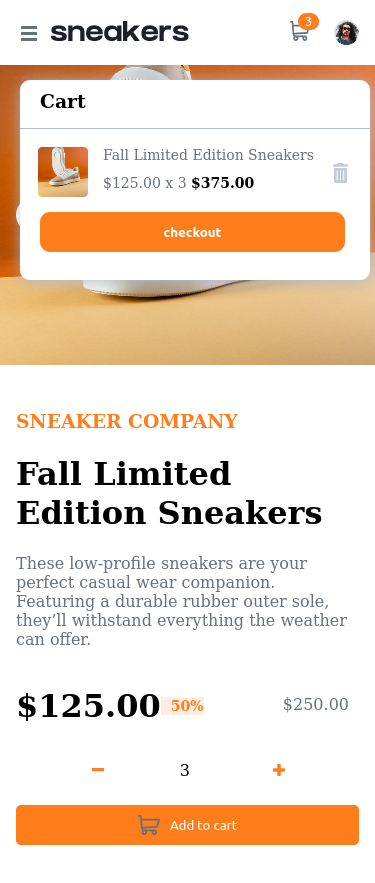 sneakers
3
Cart
Fall Limited Edition Sneakers
$125.00 x 3 $375.00
checkout
SNEAKER COMPANY
Fall Limited
Edition Sneakers
These low-profile sneakers are your
perfect casual wear companion.
Featuring a durable rubber outer sole,
they’ll withstand everything the weather
can offer.
$125.00 50% $250.00
3
Add to cart